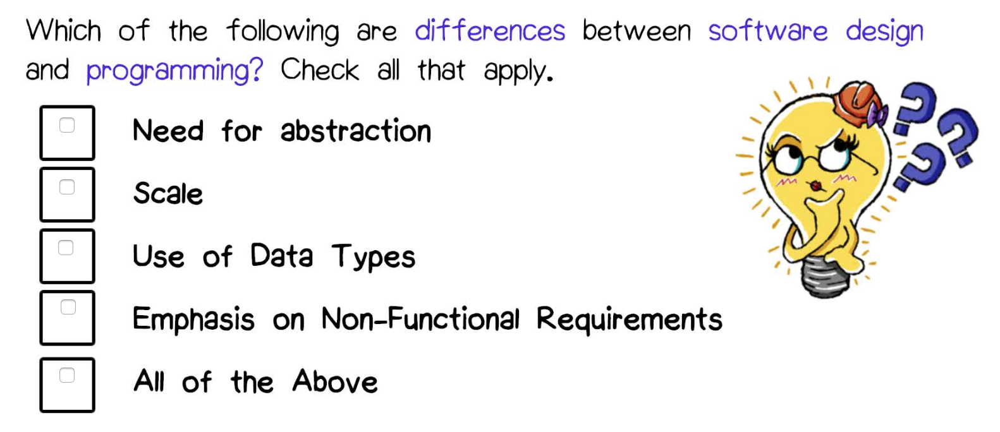 Which of the following are differences between software design
and programming? Check all that apply.
Need for abstraction
Scale
Use of Data Types
Emphasis on Non-Functional Requirements
All of the Above
???